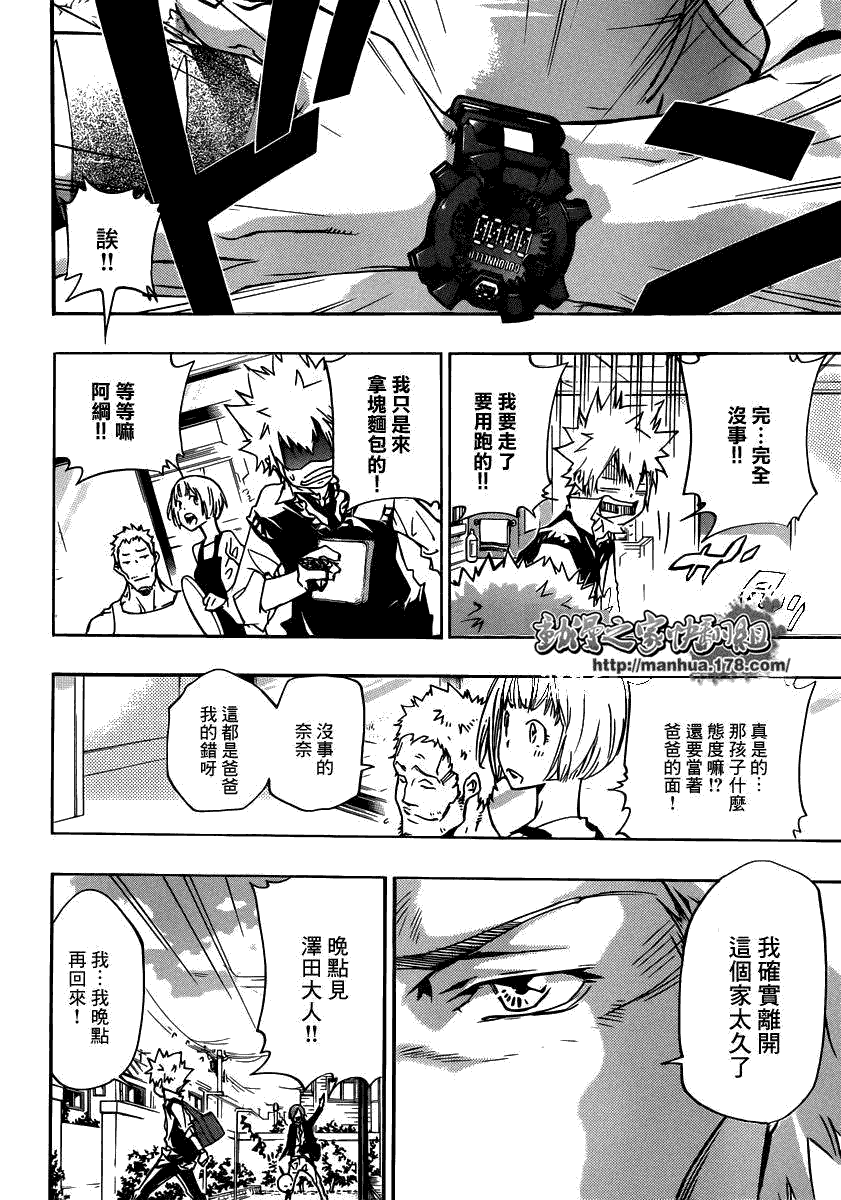 誒!!
完…完全
沒事!!
我要走了
要用跑的!!
我只是來
拿塊麵包的!
等等嘛
阿綱!!
動漫之家汉翻組
http://manhua.178.com/
真是的…
那孩子什麼
態度嘛!?
還要當著
爸爸的面!
沒事的
奈奈
這都是爸爸
我的錯呀
我確實離開
這個家太久了
晚點見
澤田大人!!
我…我晚點
再回來!